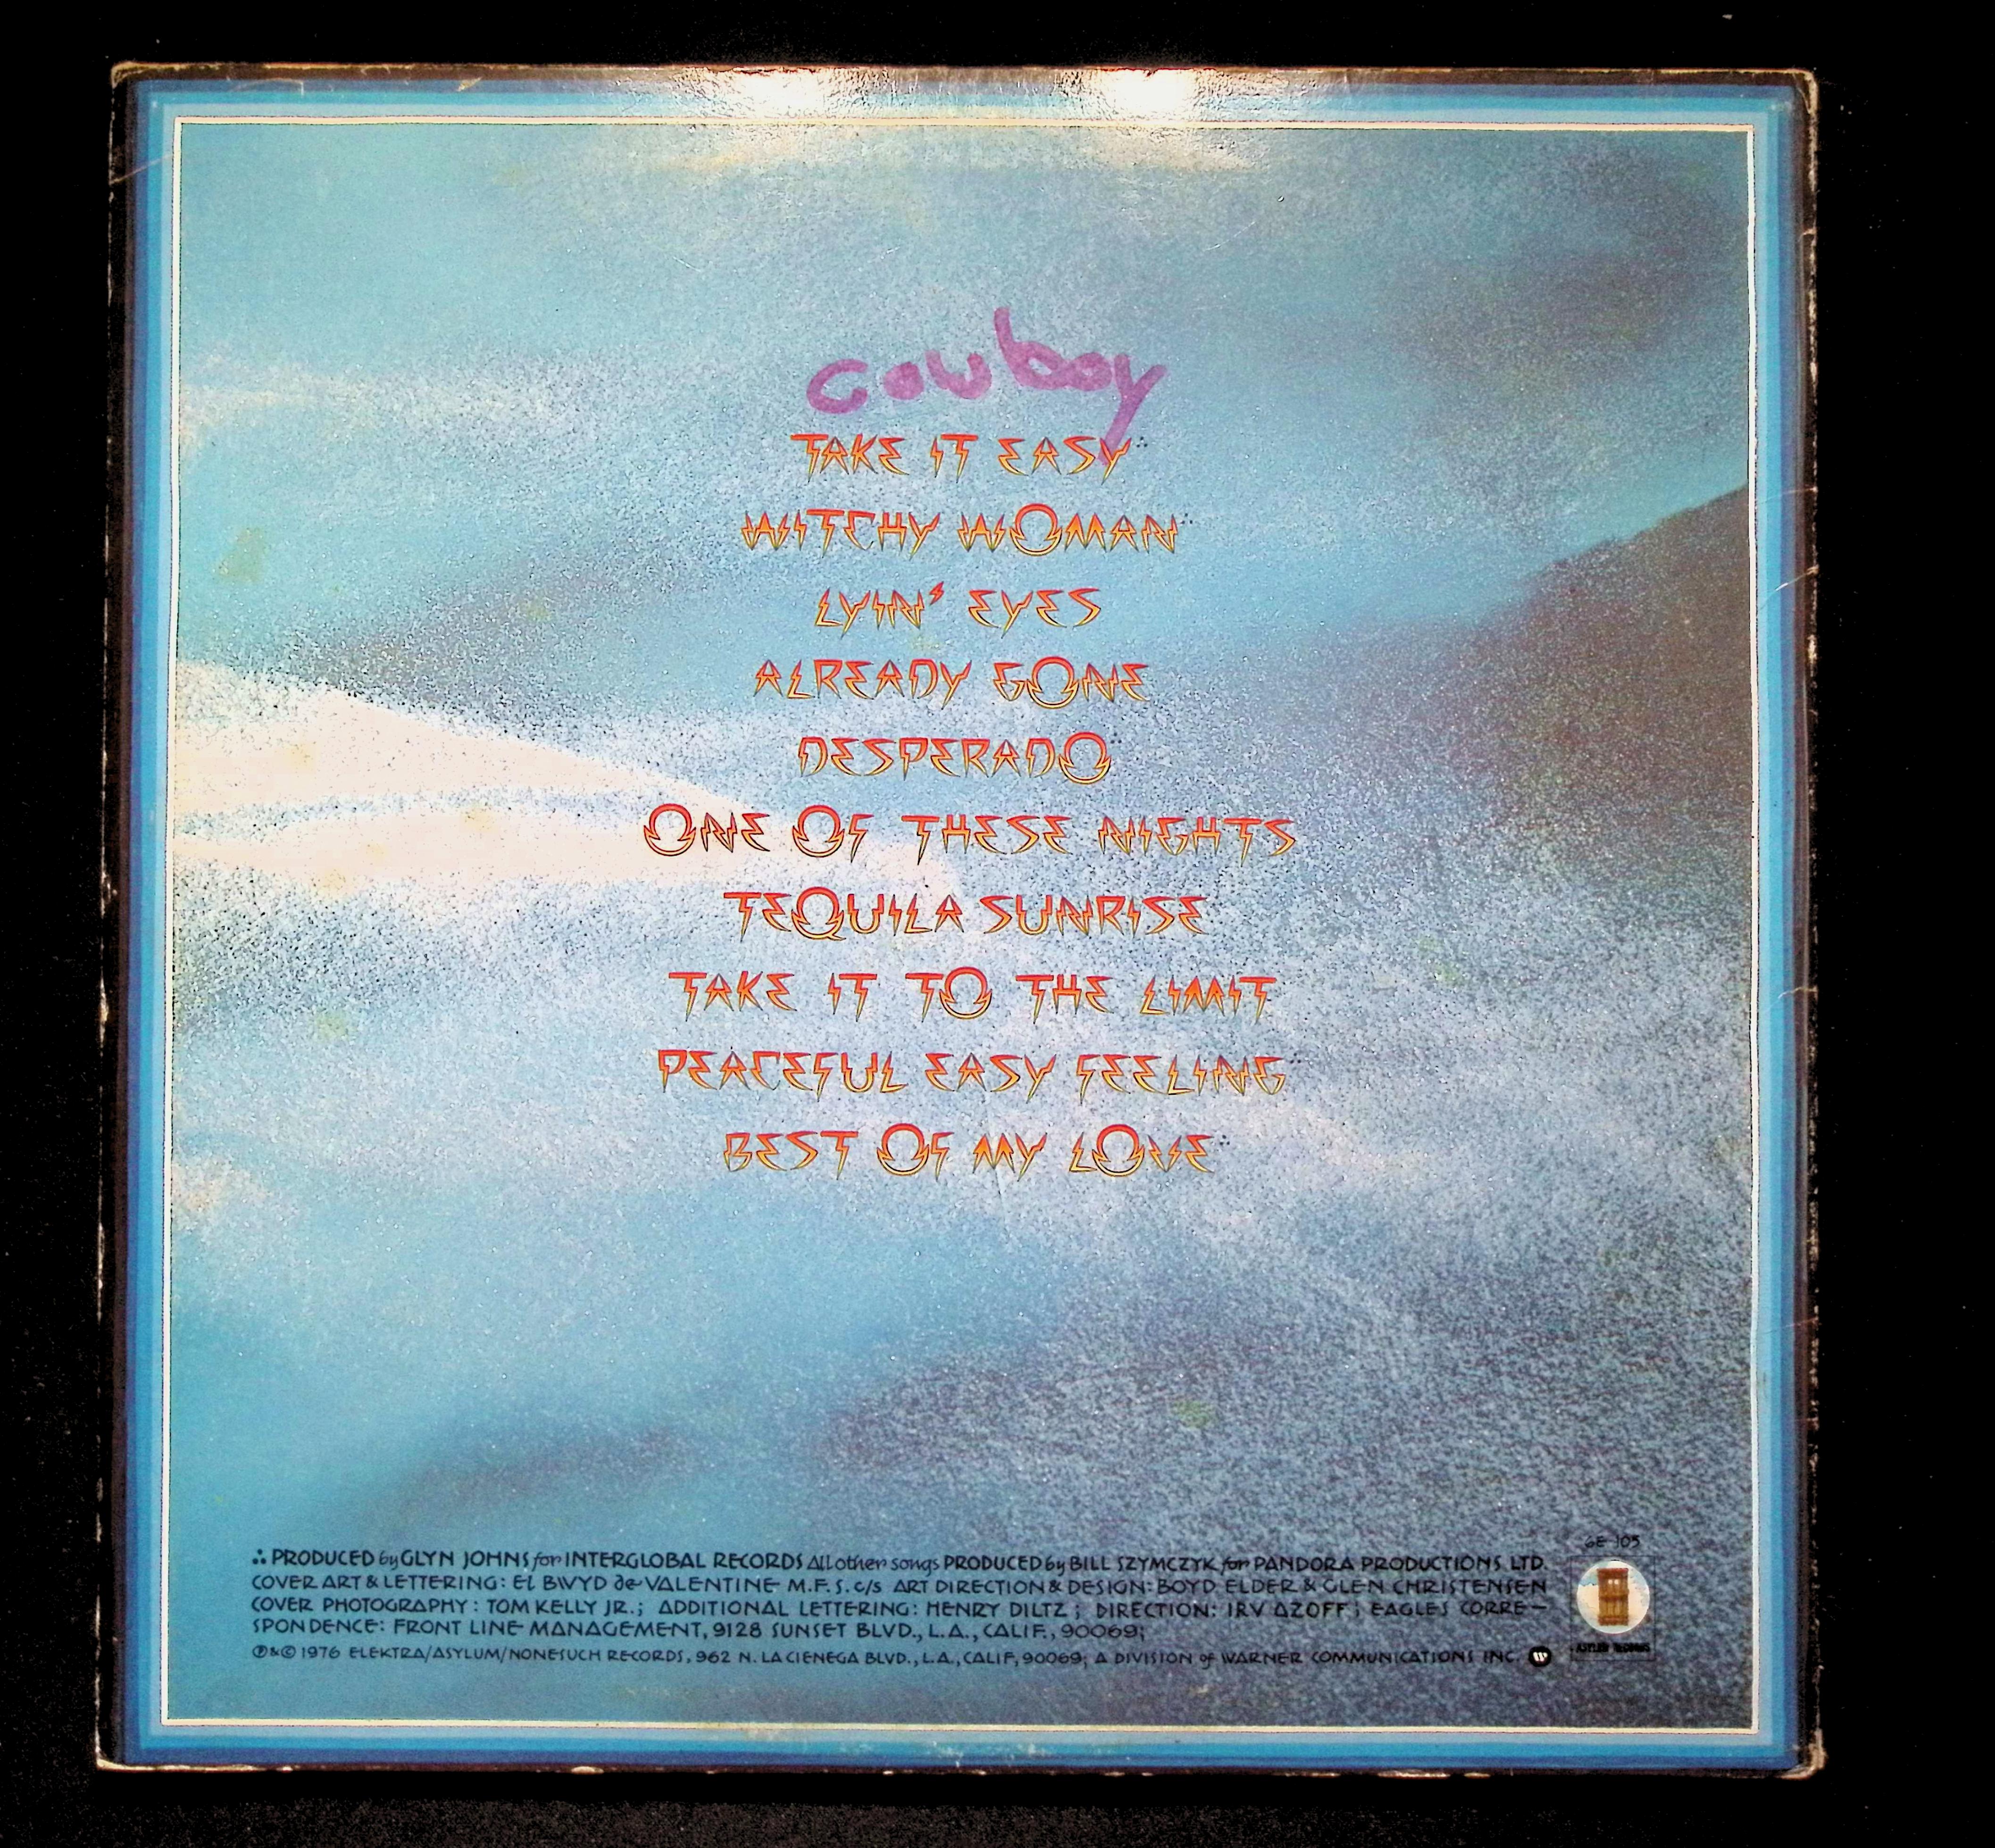 cowboy
TAKE IT EASY∴
WITCHY WOMAN∴
LYIN' EYES
ALREADY GONE
DESPERADO∴
ONE OF THESE NIGHTS
TEQUILA SUNRISE∴
TAKE IT TO THE LIMIT
PEACEFUL EASY FEELING∴
BEST OF MY LOVE∴
6E-105
∴ PRODUCED by GLYN JOHNS for INTERGLOBAL RECORDS All other songs PRODUCED by BILL SZYMCZYK for PANDORA PRODUCTIONS LTD.
COVER ART & LETTERING: El BWYD de VALENTINE M.F.S. c/s ART DIRECTION & DESIGN: BOYD ELDER & GLEN CHRISTENSEN
COVER PHOTOGRAPHY: TOM KELLY JR.; ADDITIONAL LETTERING: HENRY DILTZ; DIRECTION: IRV AZOFF; EAGLES CORRE-
SPONDENCE: FRONT LINE MANAGEMENT, 9128 SUNSET BLVD., L.A., CALIF., 90069;
℗&© 1976 ELEKTRA/ASYLUM/NONESUCH RECORDS, 962 N. LA CIENEGA BLVD., L.A., CALIF, 90069; A DIVISION of WARNER COMMUNICATIONS INC.
ASYLUM RECORDS